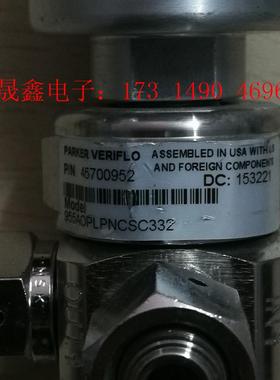 晟鑫电子：173 1490 4696
PARKER VERIFLO
ASSEMBLED IN USA WITH U
P/N 45700952
AND FOREIGN COMPONENTS
DC: 153221
Model
955AOPLPNCSC332